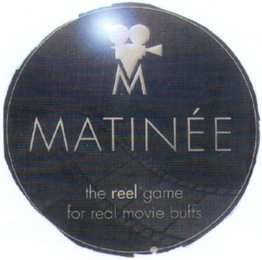 M
MATINÉE
the reel game
for real movie buffs